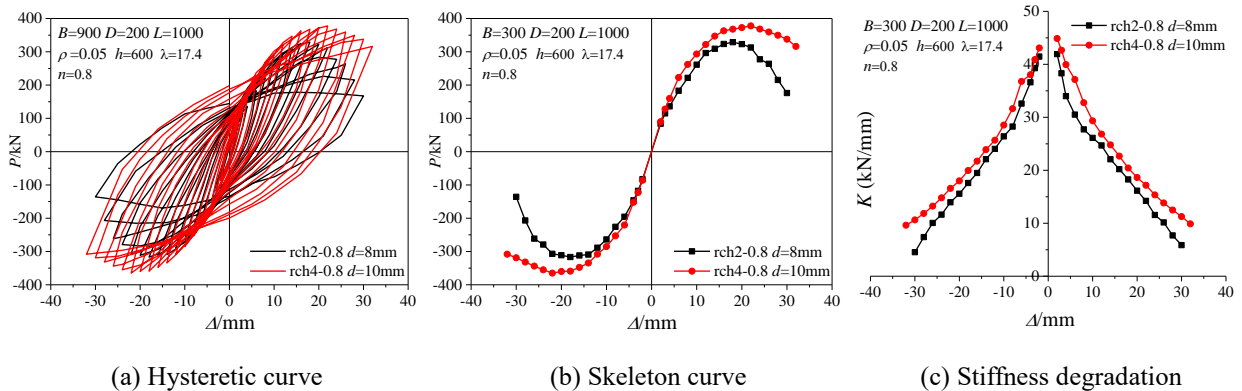 B=900 D=200 L=1000
ρ=0.05 h=600 λ=17.4
n=0.8
400
300
200
100
0
-100
-200
-300
-400
P/kN
rch2-0.8 d=8mm
rch4-0.8 d=10mm
-40 -30 -20 -10 0 10 20 30 40
Δ/mm
(a) Hysteretic curve
B=300 D=200 L=1000
ρ=0.05 h=600 λ=17.4
n=0.8
400
300
200
100
0
-100
-200
-300
-400
P/kN
rch2-0.8 d=8mm
rch4-0.8 d=10mm
-40 -30 -20 -10 0 10 20 30 40
Δ/mm
(b) Skeleton curve
B=300 D=200 L=1000
ρ=0.05 h=600 λ=17.4
n=0.8
rch2-0.8 d=8mm
rch4-0.8 d=10mm
50
45
40
30
20
10
0
K (kN/mm)
-40 -30 -20 -10 0 10 20 30 40
Δ/mm
(c) Stiffness degradation